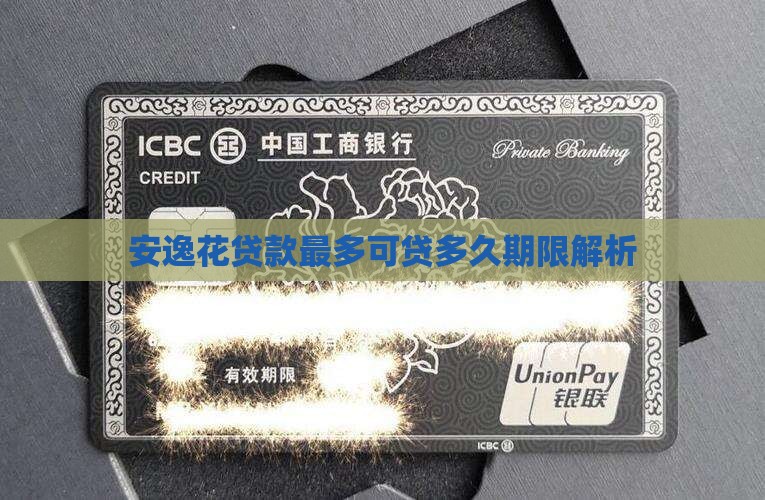 ICBC 中国工商银行
Private Banking
CREDIT
安逸花贷款最多可贷多久期限解析
有效期限
UnionPay
银联
ICBC